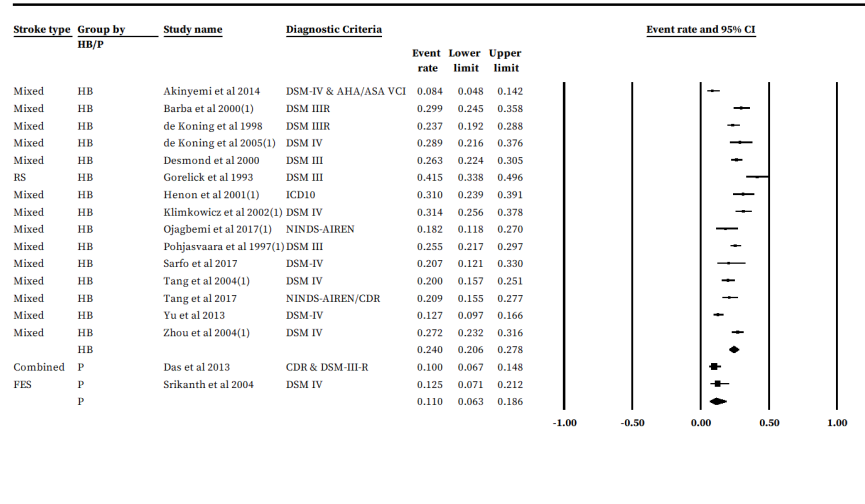 Stroke type Group by Study name Diagnostic Criteria Event rate and 95% CI
HB/P
Event Lower Upper
rate limit limit
Mixed HB Akinyemi et al 2014 DSM-IV & AHA/ASA VCI 0.084 0.048 0.142
Mixed HB Barba et al 2000(1) DSM IIIR 0.299 0.245 0.358
Mixed HB de Koning et al 1998 DSM IIIR 0.237 0.192 0.288
Mixed HB de Koning et al 2005(1) DSM IV 0.289 0.216 0.376
Mixed HB Desmond et al 2000 DSM III 0.263 0.224 0.305
RS HB Gorelick et al 1993 DSM III 0.415 0.338 0.496
Mixed HB Henon et al 2001(1) ICD10 0.310 0.239 0.391
Mixed HB Klimkowicz et al 2002(1) DSM IV 0.314 0.256 0.378
Mixed HB Ojagbemi et al 2017(1) NINDS-AIREN 0.182 0.118 0.270
Mixed HB Pohjasvaara et al 1997(1) DSM III 0.255 0.217 0.297
Mixed HB Sarfo et al 2017 DSM-IV 0.207 0.121 0.330
Mixed HB Tang et al 2004(1) DSM IV 0.200 0.157 0.251
Mixed HB Tang et al 2017 NINDS-AIREN/CDR 0.209 0.155 0.277
Mixed HB Yu et al 2013 DSM-IV 0.127 0.097 0.166
Mixed HB Zhou et al 2004(1) DSM IV 0.272 0.232 0.316
HB 0.240 0.206 0.278
Combined P Das et al 2013 CDR & DSM-III-R 0.100 0.067 0.148
FES P Srikanth et al 2004 DSM IV 0.125 0.071 0.212
P 0.110 0.063 0.186
-1.00 -0.50 0.00 0.50 1.00